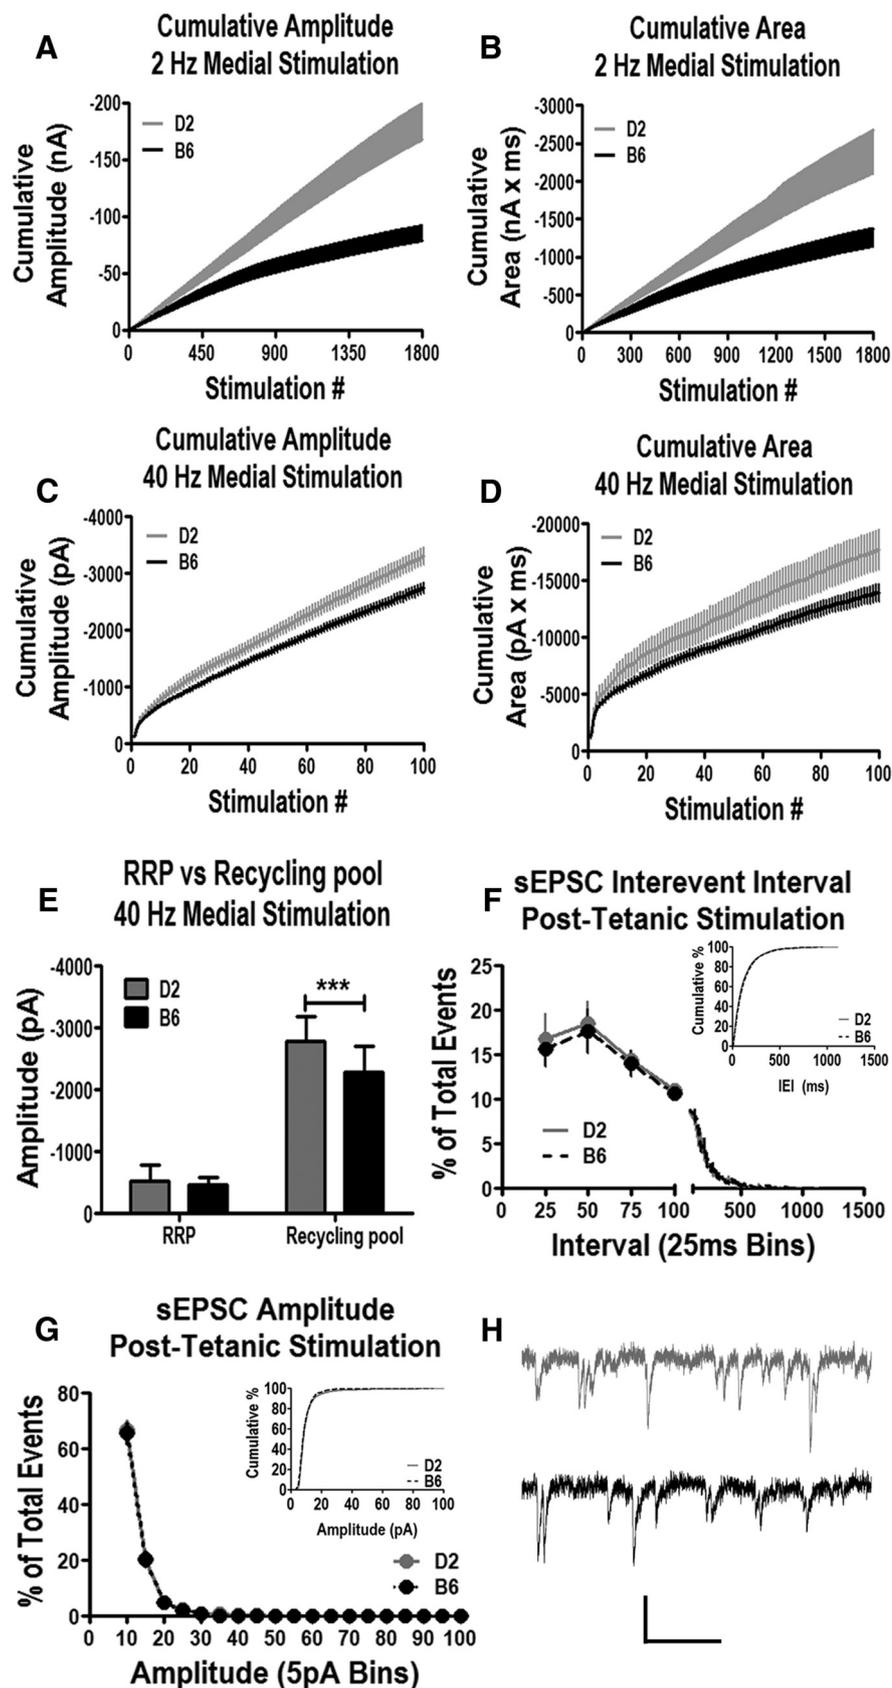 A
Cumulative Amplitude
2 Hz Medial Stimulation
Cumulative
Amplitude (nA)
-200
-150
-100
-50
0
D2
B6
0 450 900 1350 1800
Stimulation #
B
Cumulative Area
2 Hz Medial Stimulation
Cumulative
Area (nA x ms)
-3000
-2500
-2000
-1500
-1000
-500
0
D2
B6
0 300 600 900 1200 1500 1800
Stimulation #
C
Cumulative Amplitude
40 Hz Medial Stimulation
Cumulative
Amplitude (pA)
-4000
-3000
-2000
-1000
0
D2
B6
0 20 40 60 80 100
Stimulation #
D
Cumulative Area
40 Hz Medial Stimulation
Cumulative
Area (pA x ms)
-20000
-15000
-10000
-5000
0
D2
B6
0 20 40 60 80 100
Stimulation #
E
RRP vs Recycling pool
40 Hz Medial Stimulation
Amplitude (pA)
-4000
-3000
-2000
-1000
0
D2
B6
***
RRP Recycling pool
F
sEPSC Interevent Interval
Post-Tetanic Stimulation
% of Total Events
25
20
15
10
5
0
D2
B6
0 25 50 75 100 500 1000 1500
Interval (25ms Bins)
Cumulative %
100
80
60
40
20
0
D2
B6
0 500 1000 1500
IEI (ms)
G
sEPSC Amplitude
Post-Tetanic Stimulation
% of Total Events
80
60
40
20
0
Cumulative %
100
80
60
40
20
0
D2
B6
0 20 40 60 80 100
Amplitude (pA)
D2
B6
0 10 20 30 40 50 60 70 80 90 100
Amplitude (5pA Bins)
H